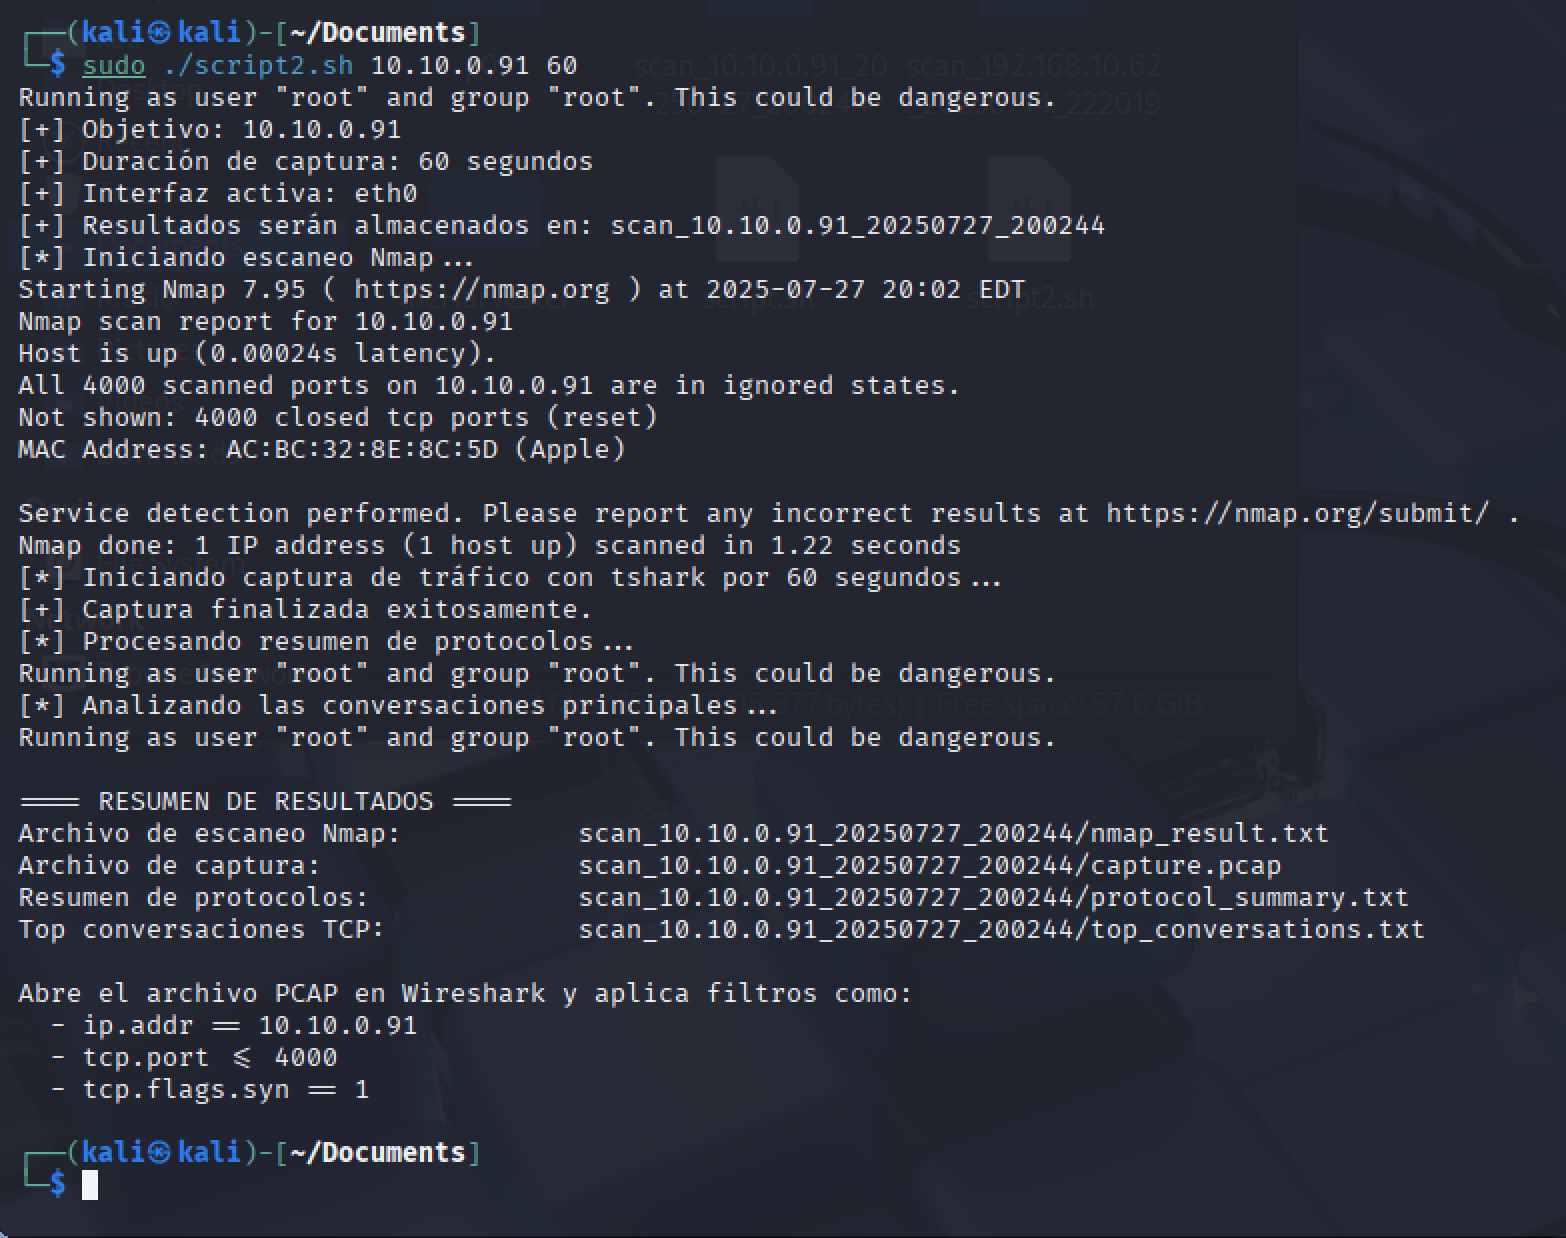 (kali㉿kali)-[~/Documents]
$ sudo ./script2.sh 10.10.0.91 60
Running as user "root" and group "root". This could be dangerous.
[+] Objetivo: 10.10.0.91
[+] Duración de captura: 60 segundos
[+] Interfaz activa: eth0
[+] Resultados serán almacenados en: scan_10.10.0.91_20250727_200244
[*] Iniciando escaneo Nmap...
Starting Nmap 7.95 ( https://nmap.org ) at 2025-07-27 20:02 EDT
Nmap scan report for 10.10.0.91
Host is up (0.00024s latency).
All 4000 scanned ports on 10.10.0.91 are in ignored states.
Not shown: 4000 closed tcp ports (reset)
MAC Address: AC:BC:32:8E:8C:5D (Apple)
Service detection performed. Please report any incorrect results at https://nmap.org/submit/ .
Nmap done: 1 IP address (1 host up) scanned in 1.22 seconds
[*] Iniciando captura de tráfico con tshark por 60 segundos...
[+] Captura finalizada exitosamente.
[*] Procesando resumen de protocolos...
Running as user "root" and group "root". This could be dangerous.
[*] Analizando las conversaciones principales...
Running as user "root" and group "root". This could be dangerous.
==== RESUMEN DE RESULTADOS ====
Archivo de escaneo Nmap: scan_10.10.0.91_20250727_200244/nmap_result.txt
Archivo de captura: scan_10.10.0.91_20250727_200244/capture.pcap
Resumen de protocolos: scan_10.10.0.91_20250727_200244/protocol_summary.txt
Top conversaciones TCP: scan_10.10.0.91_20250727_200244/top_conversations.txt
Abre el archivo PCAP en Wireshark y aplica filtros como:
- ip.addr == 10.10.0.91
- tcp.port <= 4000
- tcp.flags.syn == 1
(kali㉿kali)-[~/Documents]
$